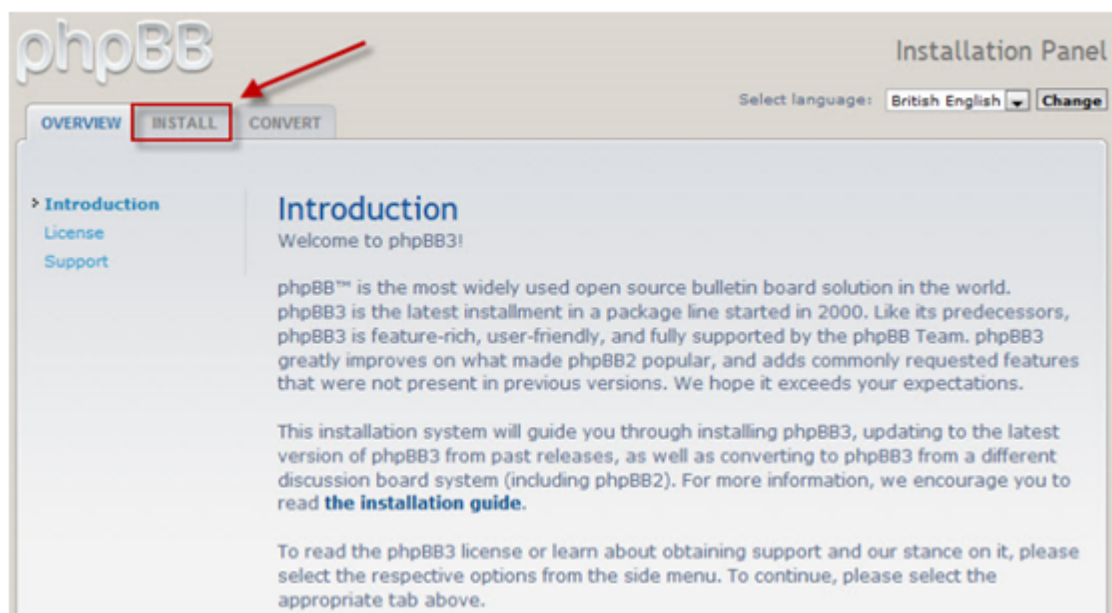 phpBB
Installation Panel
Select language: British English Change
OVERVIEW INSTALL CONVERT
Introduction
License
Support
Introduction
Welcome to phpBB3!
phpBB™ is the most widely used open source bulletin board solution in the world.
phpBB3 is the latest installment in a package line started in 2000. Like its predecessors,
phpBB3 is feature-rich, user-friendly, and fully supported by the phpBB Team. phpBB3
greatly improves on what made phpBB2 popular, and adds commonly requested features
that were not present in previous versions. We hope it exceeds your expectations.
This installation system will guide you through installing phpBB3, updating to the latest
version of phpBB3 from past releases, as well as converting to phpBB3 from a different
discussion board system (including phpBB2). For more information, we encourage you to
read the installation guide.
To read the phpBB3 license or learn about obtaining support and our stance on it, please
select the respective options from the side menu. To continue, please select the
appropriate tab above.